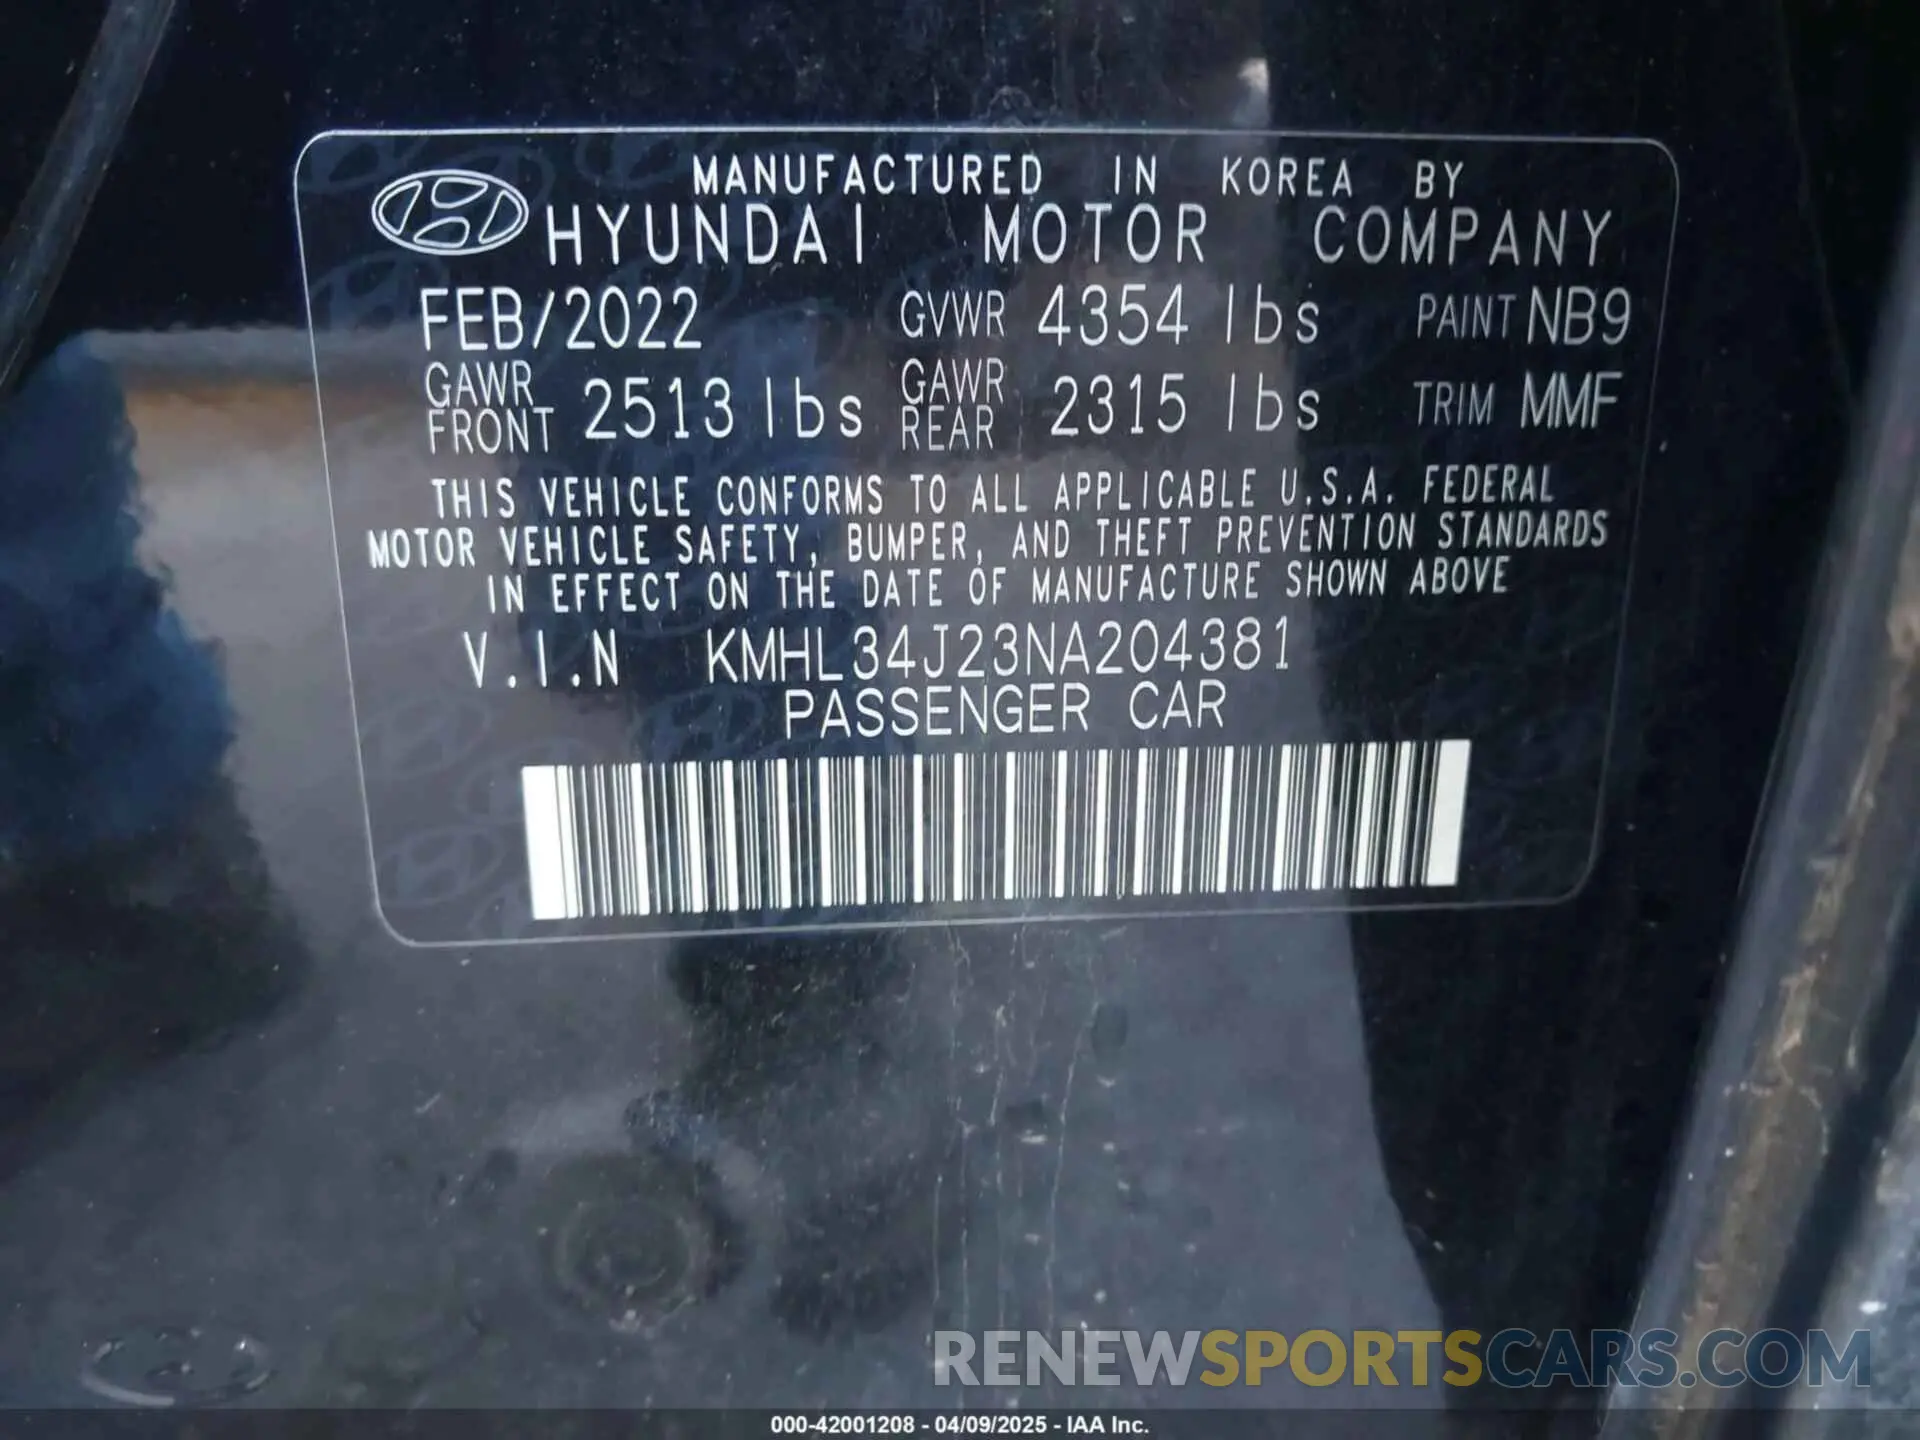 MANUFACTURED IN KOREA BY
HYUNDAI MOTOR COMPANY
FEB/2022 GVWR 4354 lbs PAINT NB9
GAWR FRONT 2513 lbs GAWR REAR 2315 lbs TRIM MMF
THIS VEHICLE CONFORMS TO ALL APPLICABLE U.S.A. FEDERAL
MOTOR VEHICLE SAFETY, BUMPER, AND THEFT PREVENTION STANDARDS
IN EFFECT ON THE DATE OF MANUFACTURE SHOWN ABOVE
V.I.N KMHL34J23NA204381
PASSENGER CAR
RENEWSPORTSCARS.COM
000-42001208 - 04/09/2025 - IAA Inc.